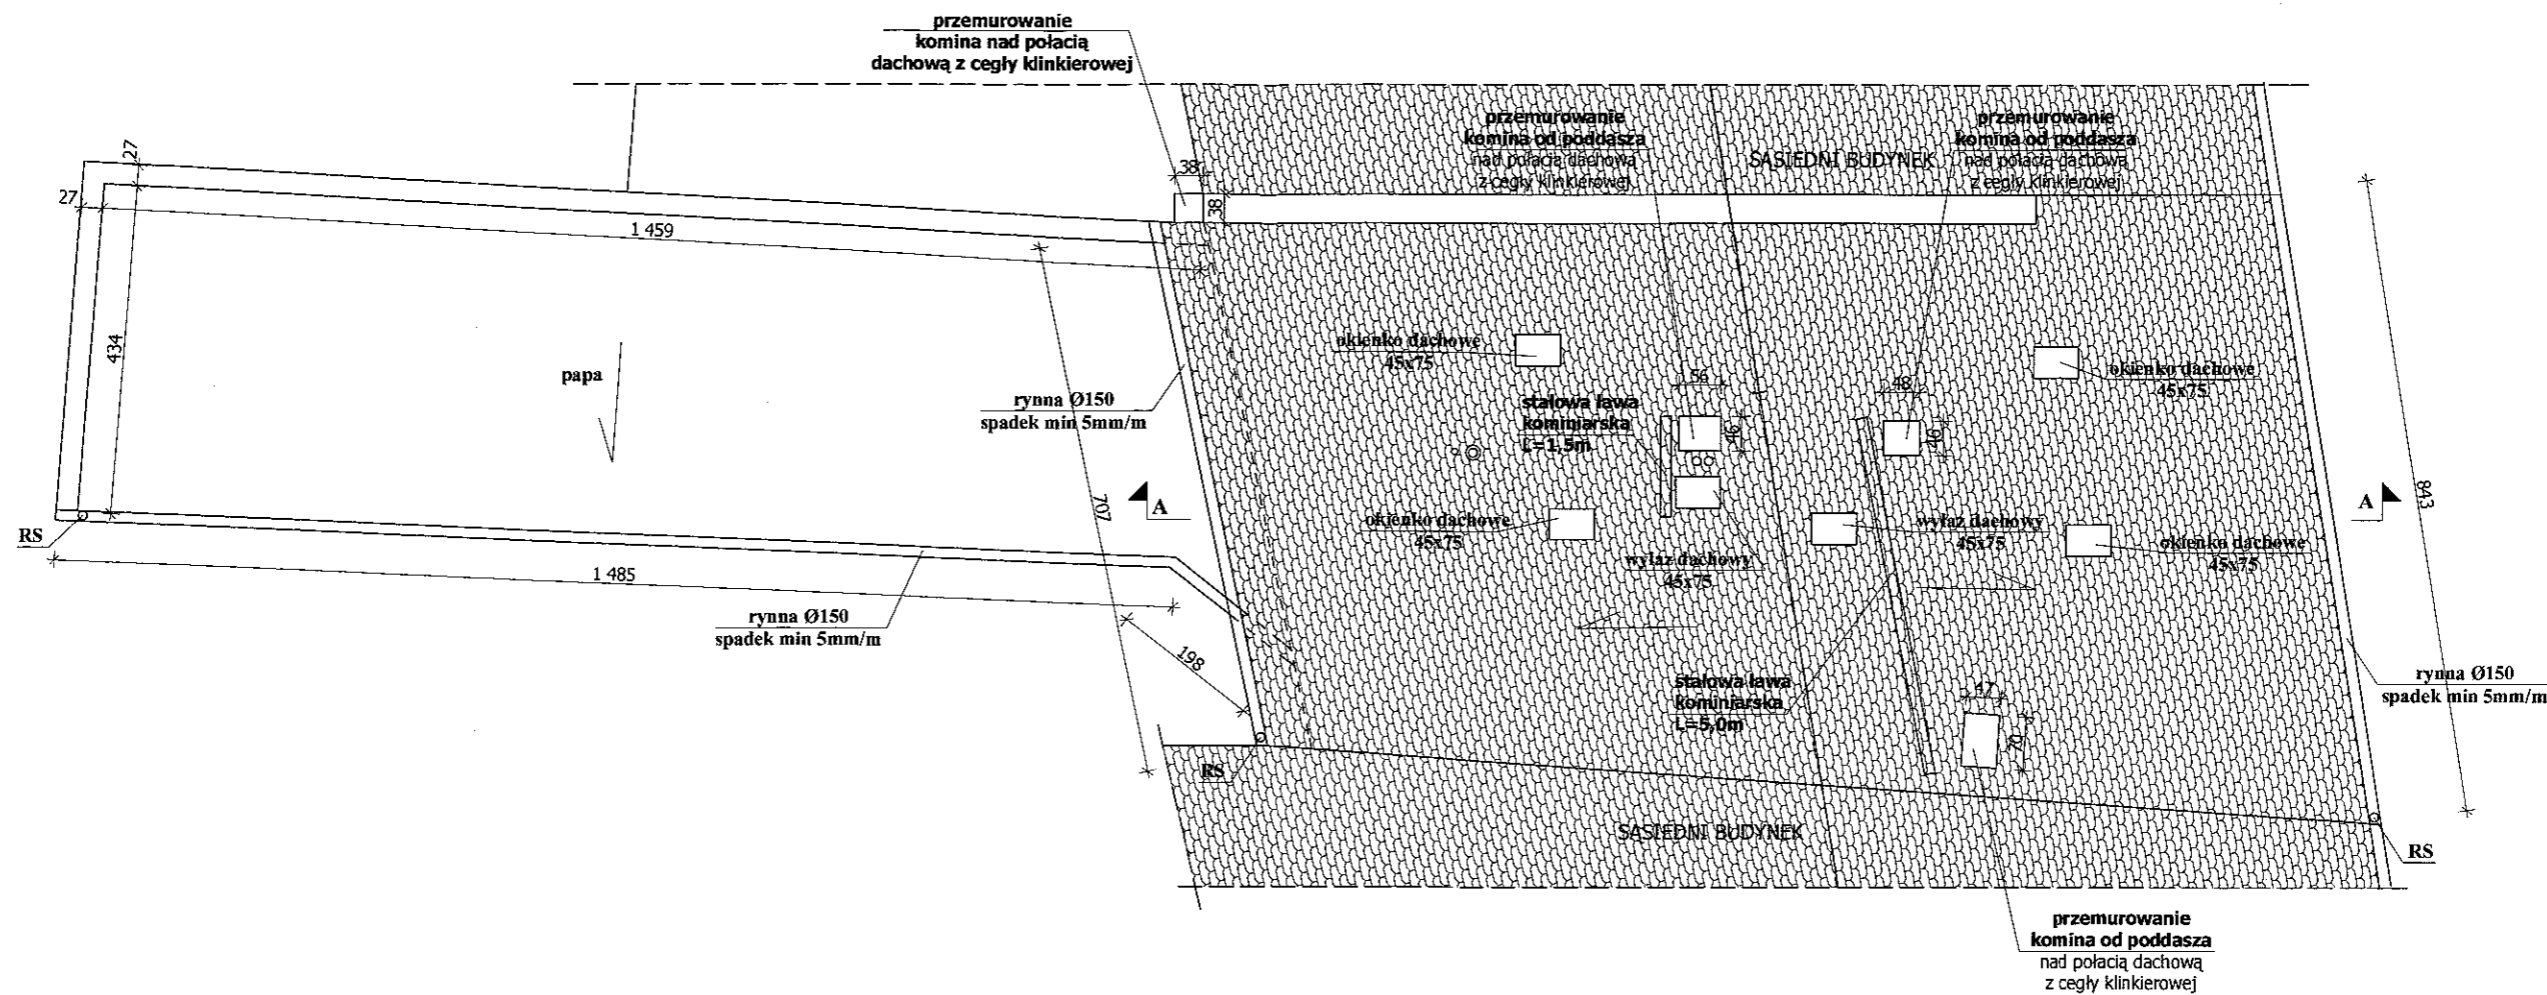 przemurowanie
komina nad połacią
dachową z cegły klinkierowej
przemurowanie
komina od poddasza
nad połacią dachową
z cegły klinkierowej
SĄSIEDNI BUDYNEK
przemurowanie
komina od poddasza
nad połacią dachową
z cegły klinkierowej
27
27
38
38
1 459
434
papa
rynna Ø150
spadek min 5mm/m
okienko dachowe
45x75
okienko dachowe
45x75
56
48
stalowa ława
kominiarska
L=1,5m
46
46
707
A
A
843
okienko dachowe
45x75
wyłaz dachowy
45x75
okienko dachowe
45x75
wyłaz dachowy
45x75
RS
1 485
rynna Ø150
spadek min 5mm/m
198
stalowa ława
kominiarska
L=5,0m
47
70
rynna Ø150
spadek min 5mm/m
RS
SĄSIEDNI BUDYNEK
RS
przemurowanie
komina od poddasza
nad połacią dachową
z cegły klinkierowej